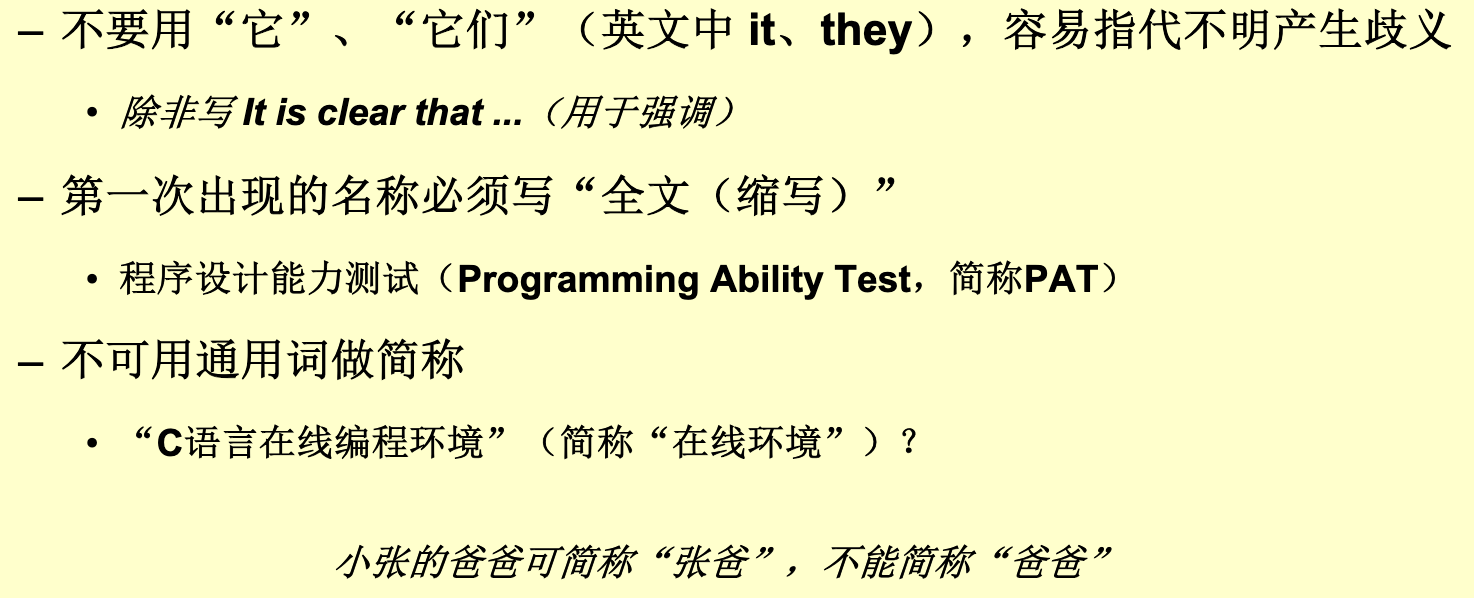 – 不要用“它”、“它们”（英文中 it、they），容易指代不明产生歧义
• 除非写 It is clear that ...（用于强调）
– 第一次出现的名称必须写“全文（缩写）”
• 程序设计能力测试（Programming Ability Test，简称PAT）
– 不可用通用词做简称
• “C语言在线编程环境”（简称“在线环境”）？
小张的爸爸可简称“张爸”，不能简称“爸爸”